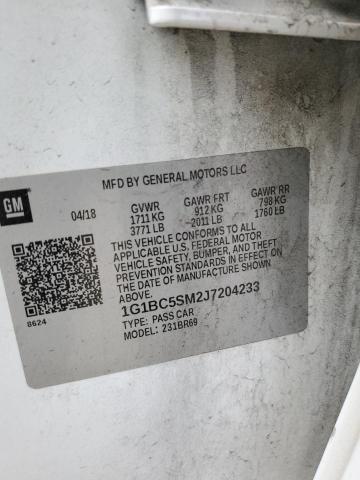 MFD BY GENERAL MOTORS LLC
GM
04/18
GVWR GAWR FRT GAWR RR
1711 KG 912 KG 798 KG
3771 LB 2011 LB 1760 LB
THIS VEHICLE CONFORMS TO ALL
APPLICABLE U.S. FEDERAL MOTOR
VEHICLE SAFETY, BUMPER, AND THEFT
PREVENTION STANDARDS IN EFFECT ON
THE DATE OF MANUFACTURE SHOWN
ABOVE.
1G1BC5SM2J7204233
TYPE: PASS CAR
MODEL: 231BR69
8624